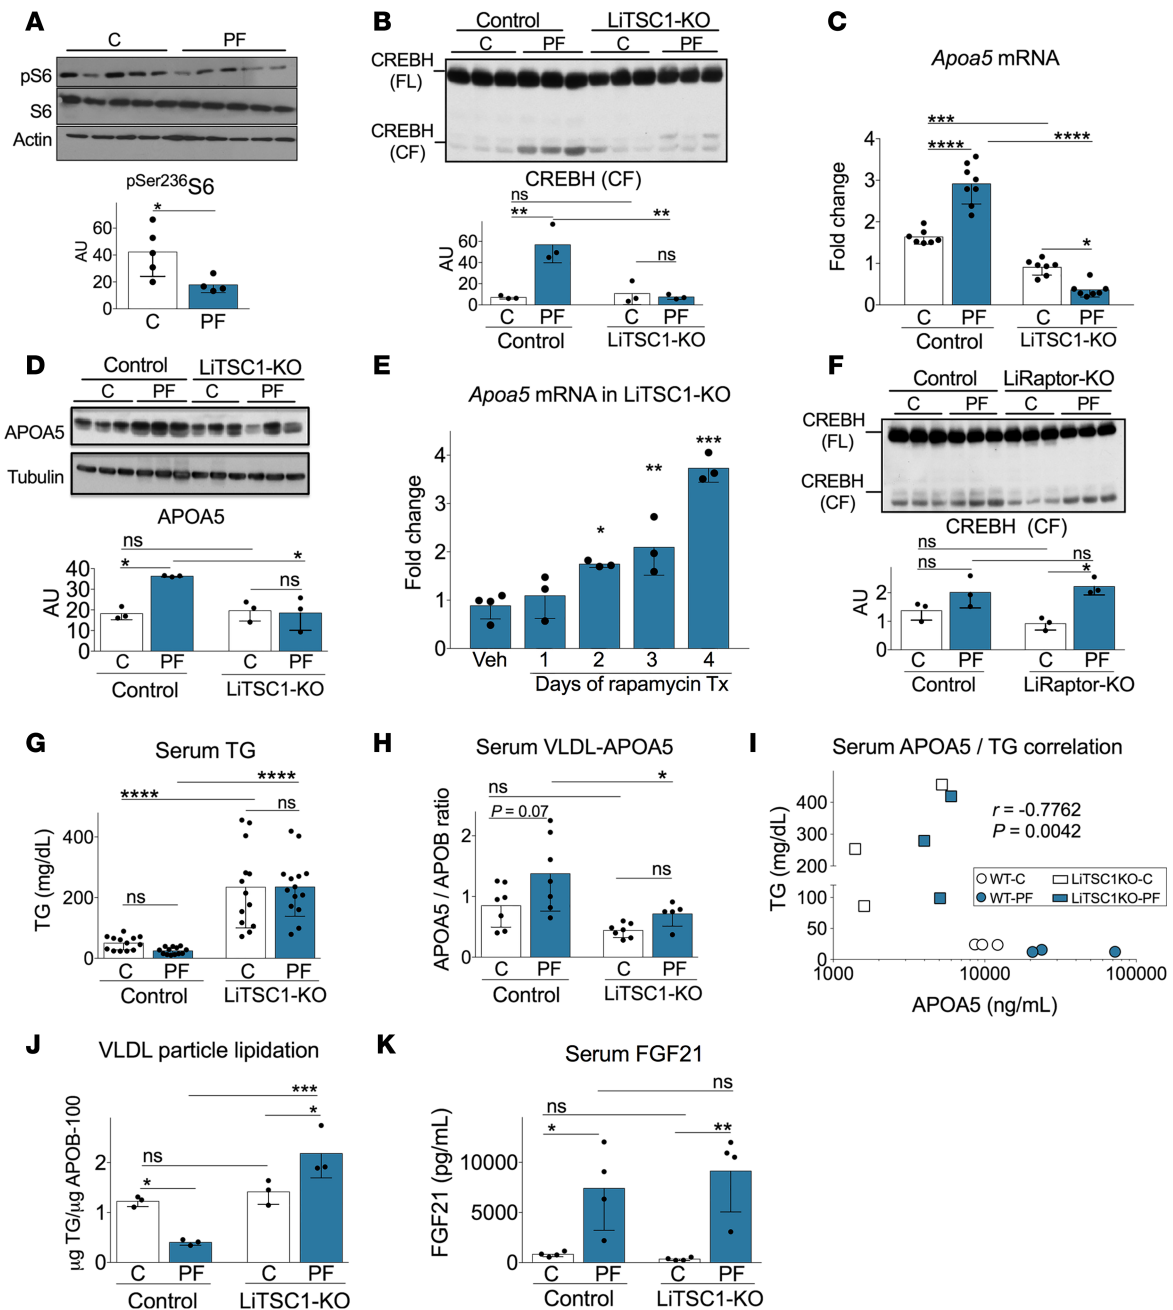 A
C PF
pS6
S6
Actin
pSer236S6
*
AU
60
40
20
0
C PF
B
Control LiTSC1-KO
C PF C PF
CREBH
(FL)
CREBH
(CF)
CREBH (CF)
ns
** **
ns
AU
60
40
20
0
C PF C PF
Control LiTSC1-KO
C
Apoa5 mRNA
***
**** ****
*
Fold change
4
3
2
1
0
C PF C PF
Control LiTSC1-KO
D
Control LiTSC1-KO
C PF C PF
APOA5
Tubulin
APOA5
ns
* *
ns
AU
40
30
20
10
0
C PF C PF
Control LiTSC1-KO
E
Apoa5 mRNA in LiTSC1-KO
***
**
*
Fold change
4
3
2
1
0
Veh 1 2 3 4
Days of rapamycin Tx
F
Control LiRaptor-KO
C PF C PF
CREBH
(FL)
CREBH
(CF)
CREBH (CF)
ns
ns ns
*
AU
2
1
0
C PF C PF
Control LiRaptor-KO
G
Serum TG
****
****
ns
ns
TG (mg/dL)
400
200
0
C PF C PF
Control LiTSC1-KO
H
Serum VLDL-APOA5
*
ns
P = 0.07
ns
APOA5 / APOB ratio
2
1
0
C PF C PF
Control LiTSC1-KO
I
Serum APOA5 / TG correlation
r = -0.7762
P = 0.0042
WT-C LiTSC1KO-C
WT-PF LiTSC1KO-PF
TG (mg/dL)
400
300
200
100
50
0
1000 10000 100000
APOA5 (ng/mL)
J
VLDL particle lipidation
***
*
ns
*
µg TG/µg APOB-100
2
1
0
C PF C PF
Control LiTSC1-KO
K
Serum FGF21
ns
ns
* **
FGF21 (pg/mL)
10000
5000
0
C PF C PF
Control LiTSC1-KO